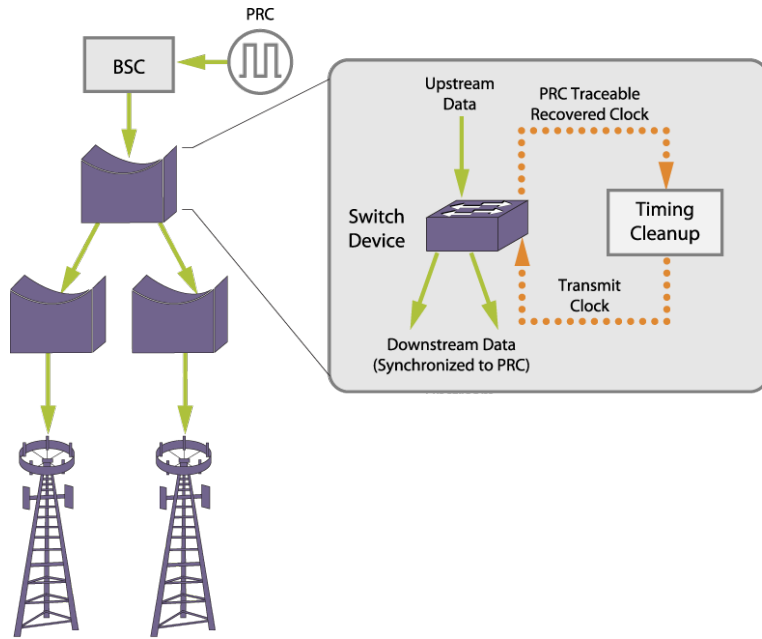 PRC
BSC
Upstream
Data
PRC Traceable
Recovered Clock
Switch
Device
Timing
Cleanup
Transmit
Clock
Downstream Data
(Synchronized to PRC)